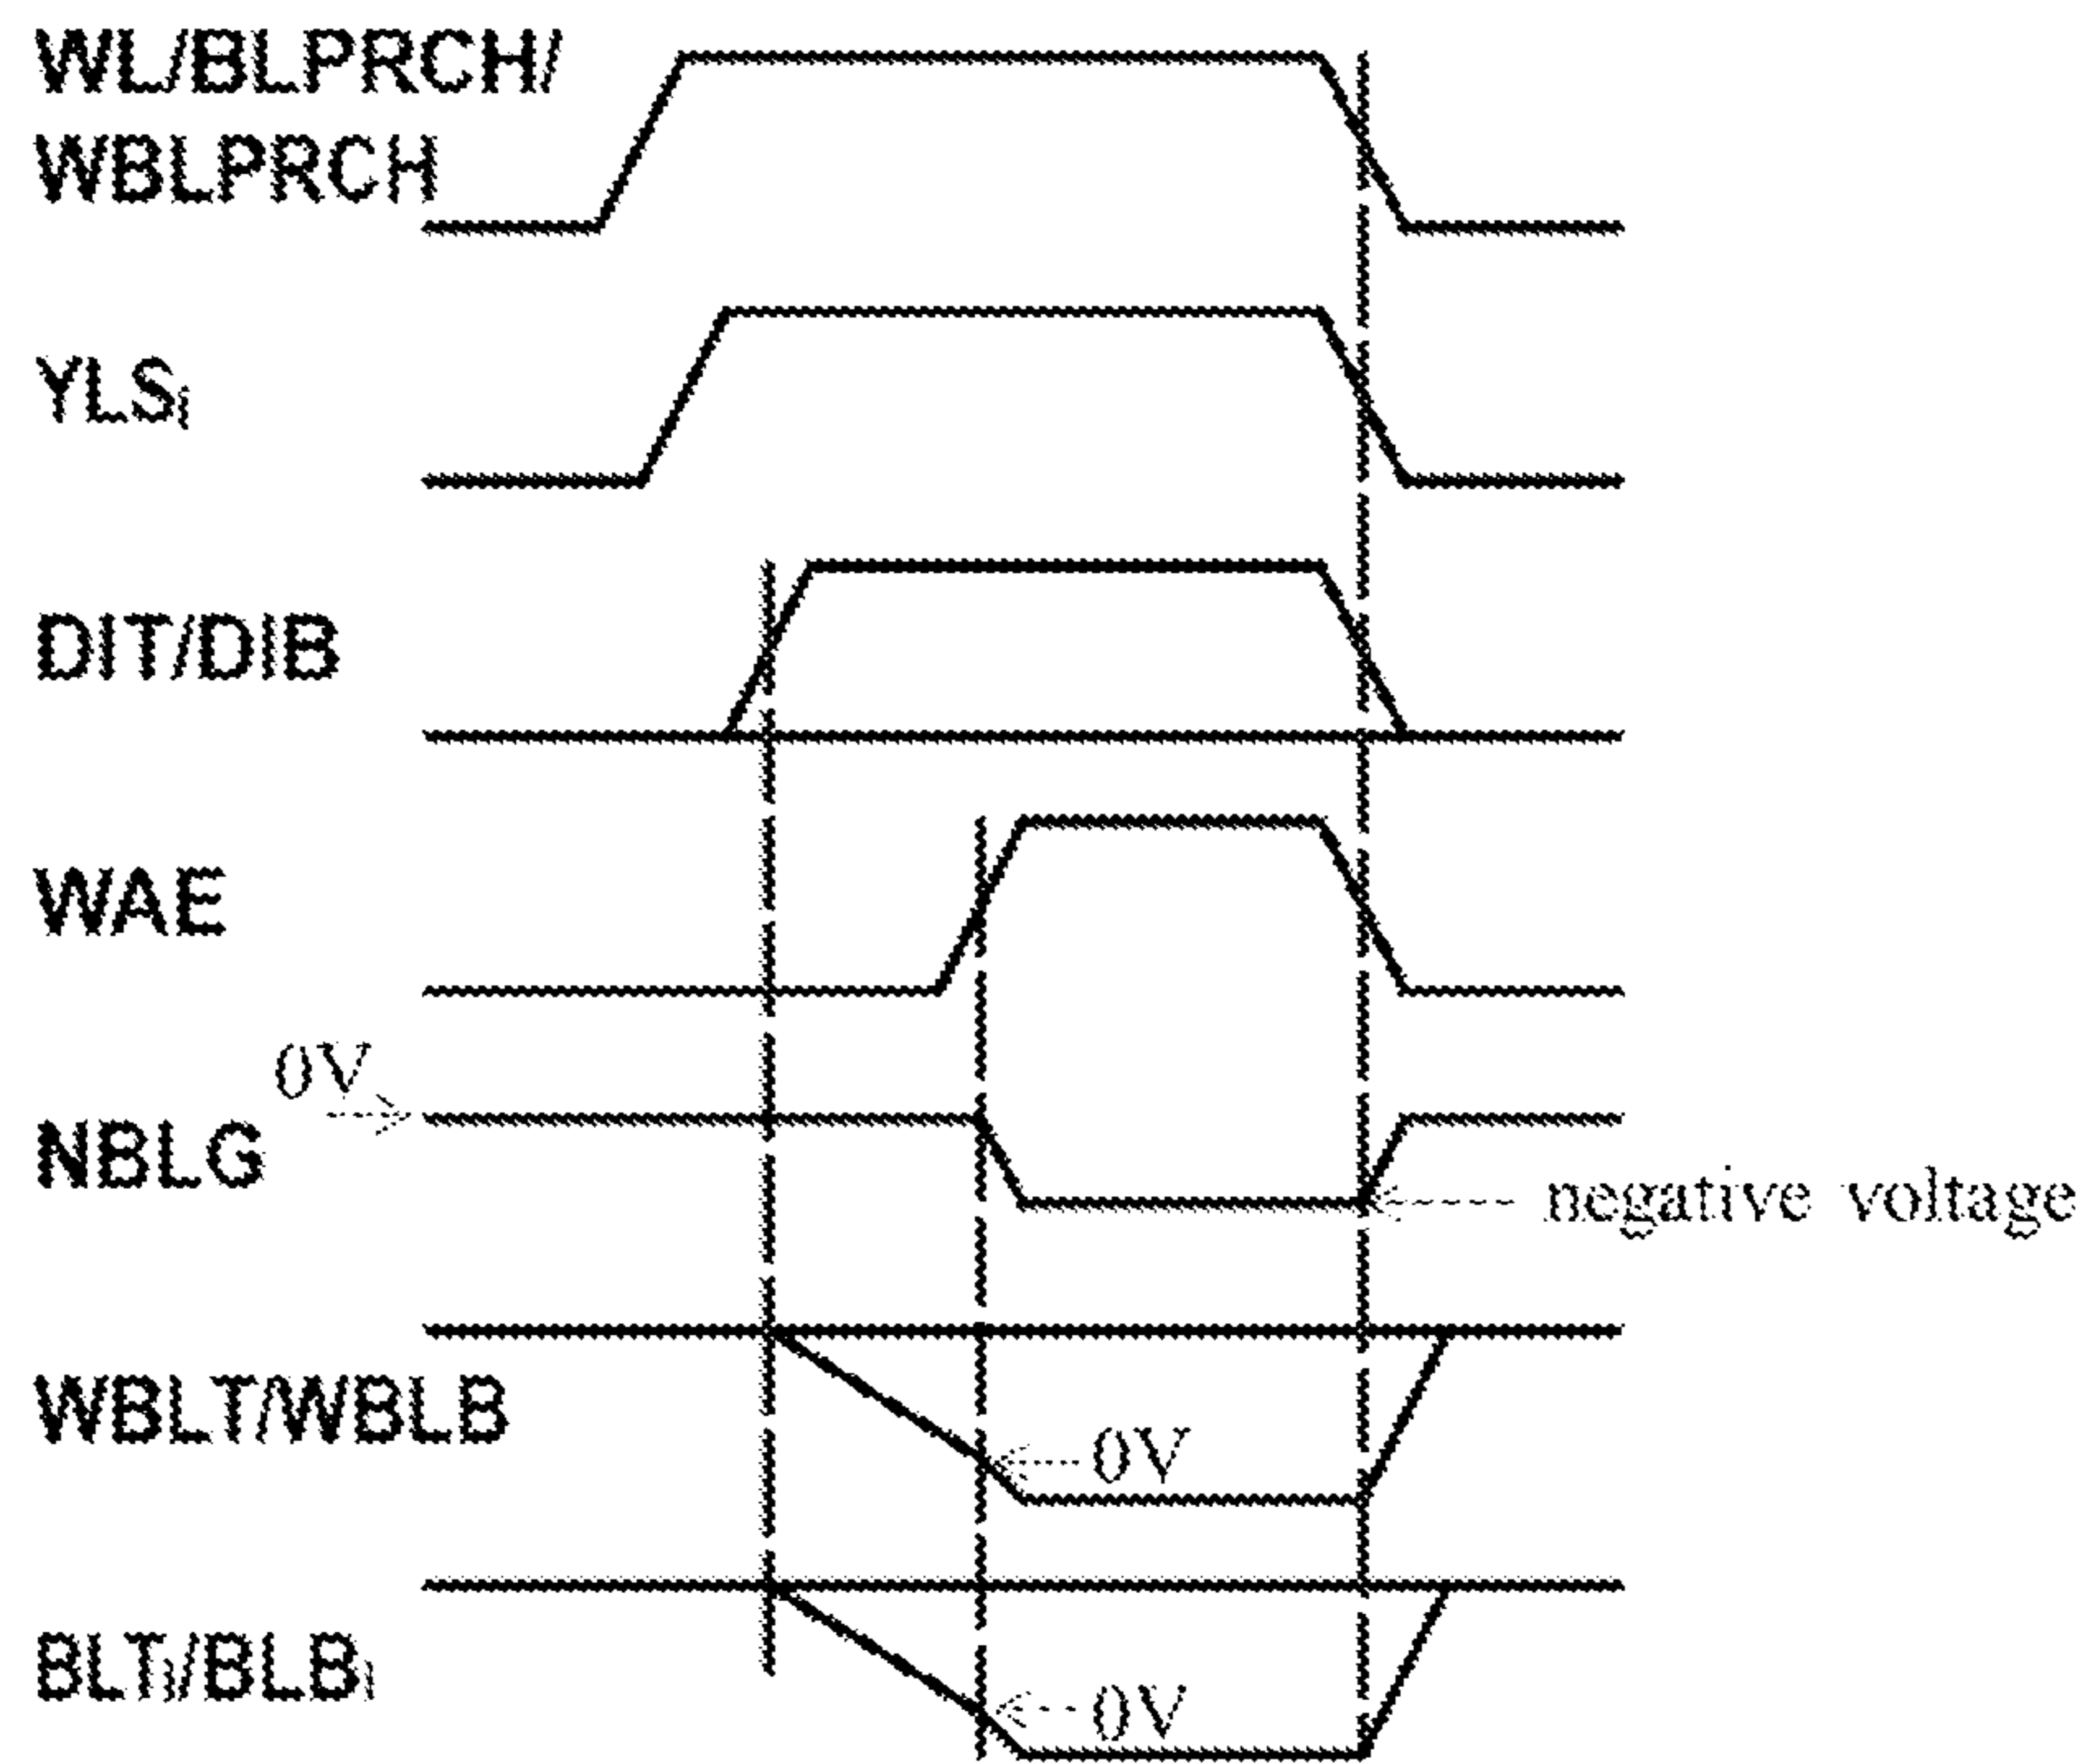 WL/BLPRCH/
WBLPRCH
YLSi
DIT/DIB
WAE
0V
NBLG
negative voltage
WBLT/WBLB
0V
BLTi/BLBi
0V